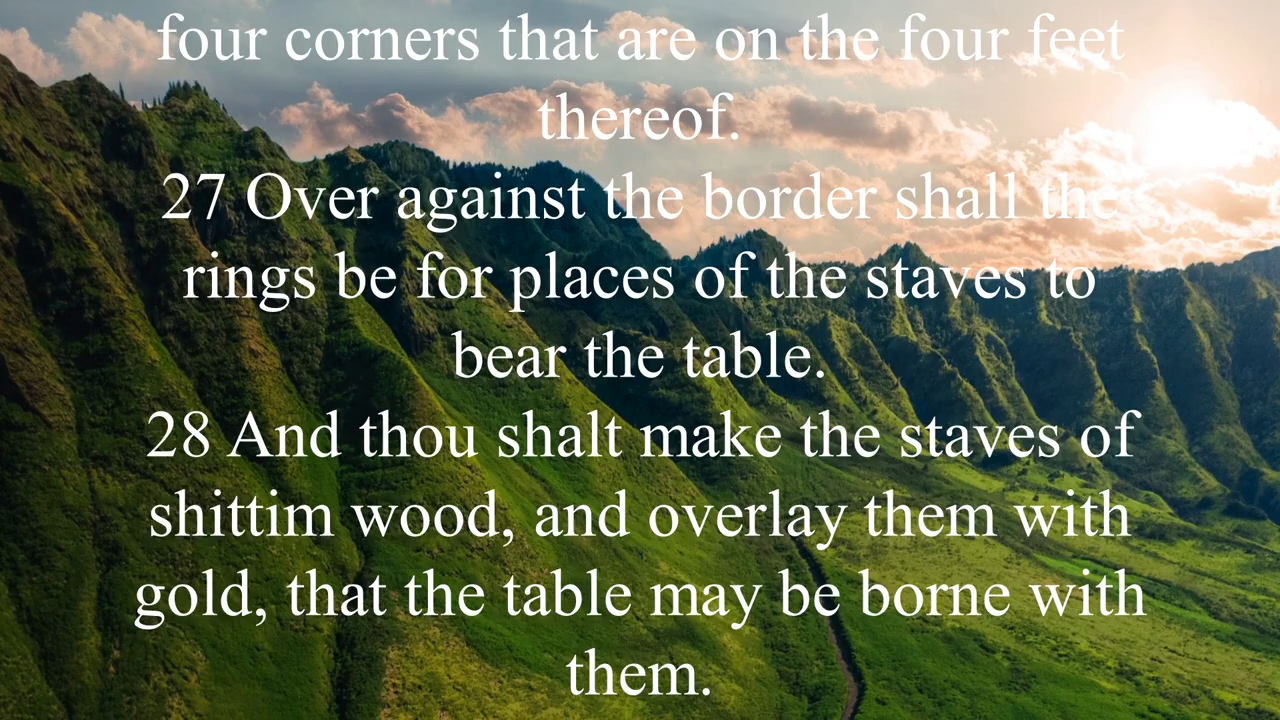 four corners that are on the four feet
thereof.
27 Over against the border shall the
rings be for places of the staves to
bear the table.
28 And thou shalt make the staves of
shittim wood, and overlay them with
gold, that the table may be borne with
them.